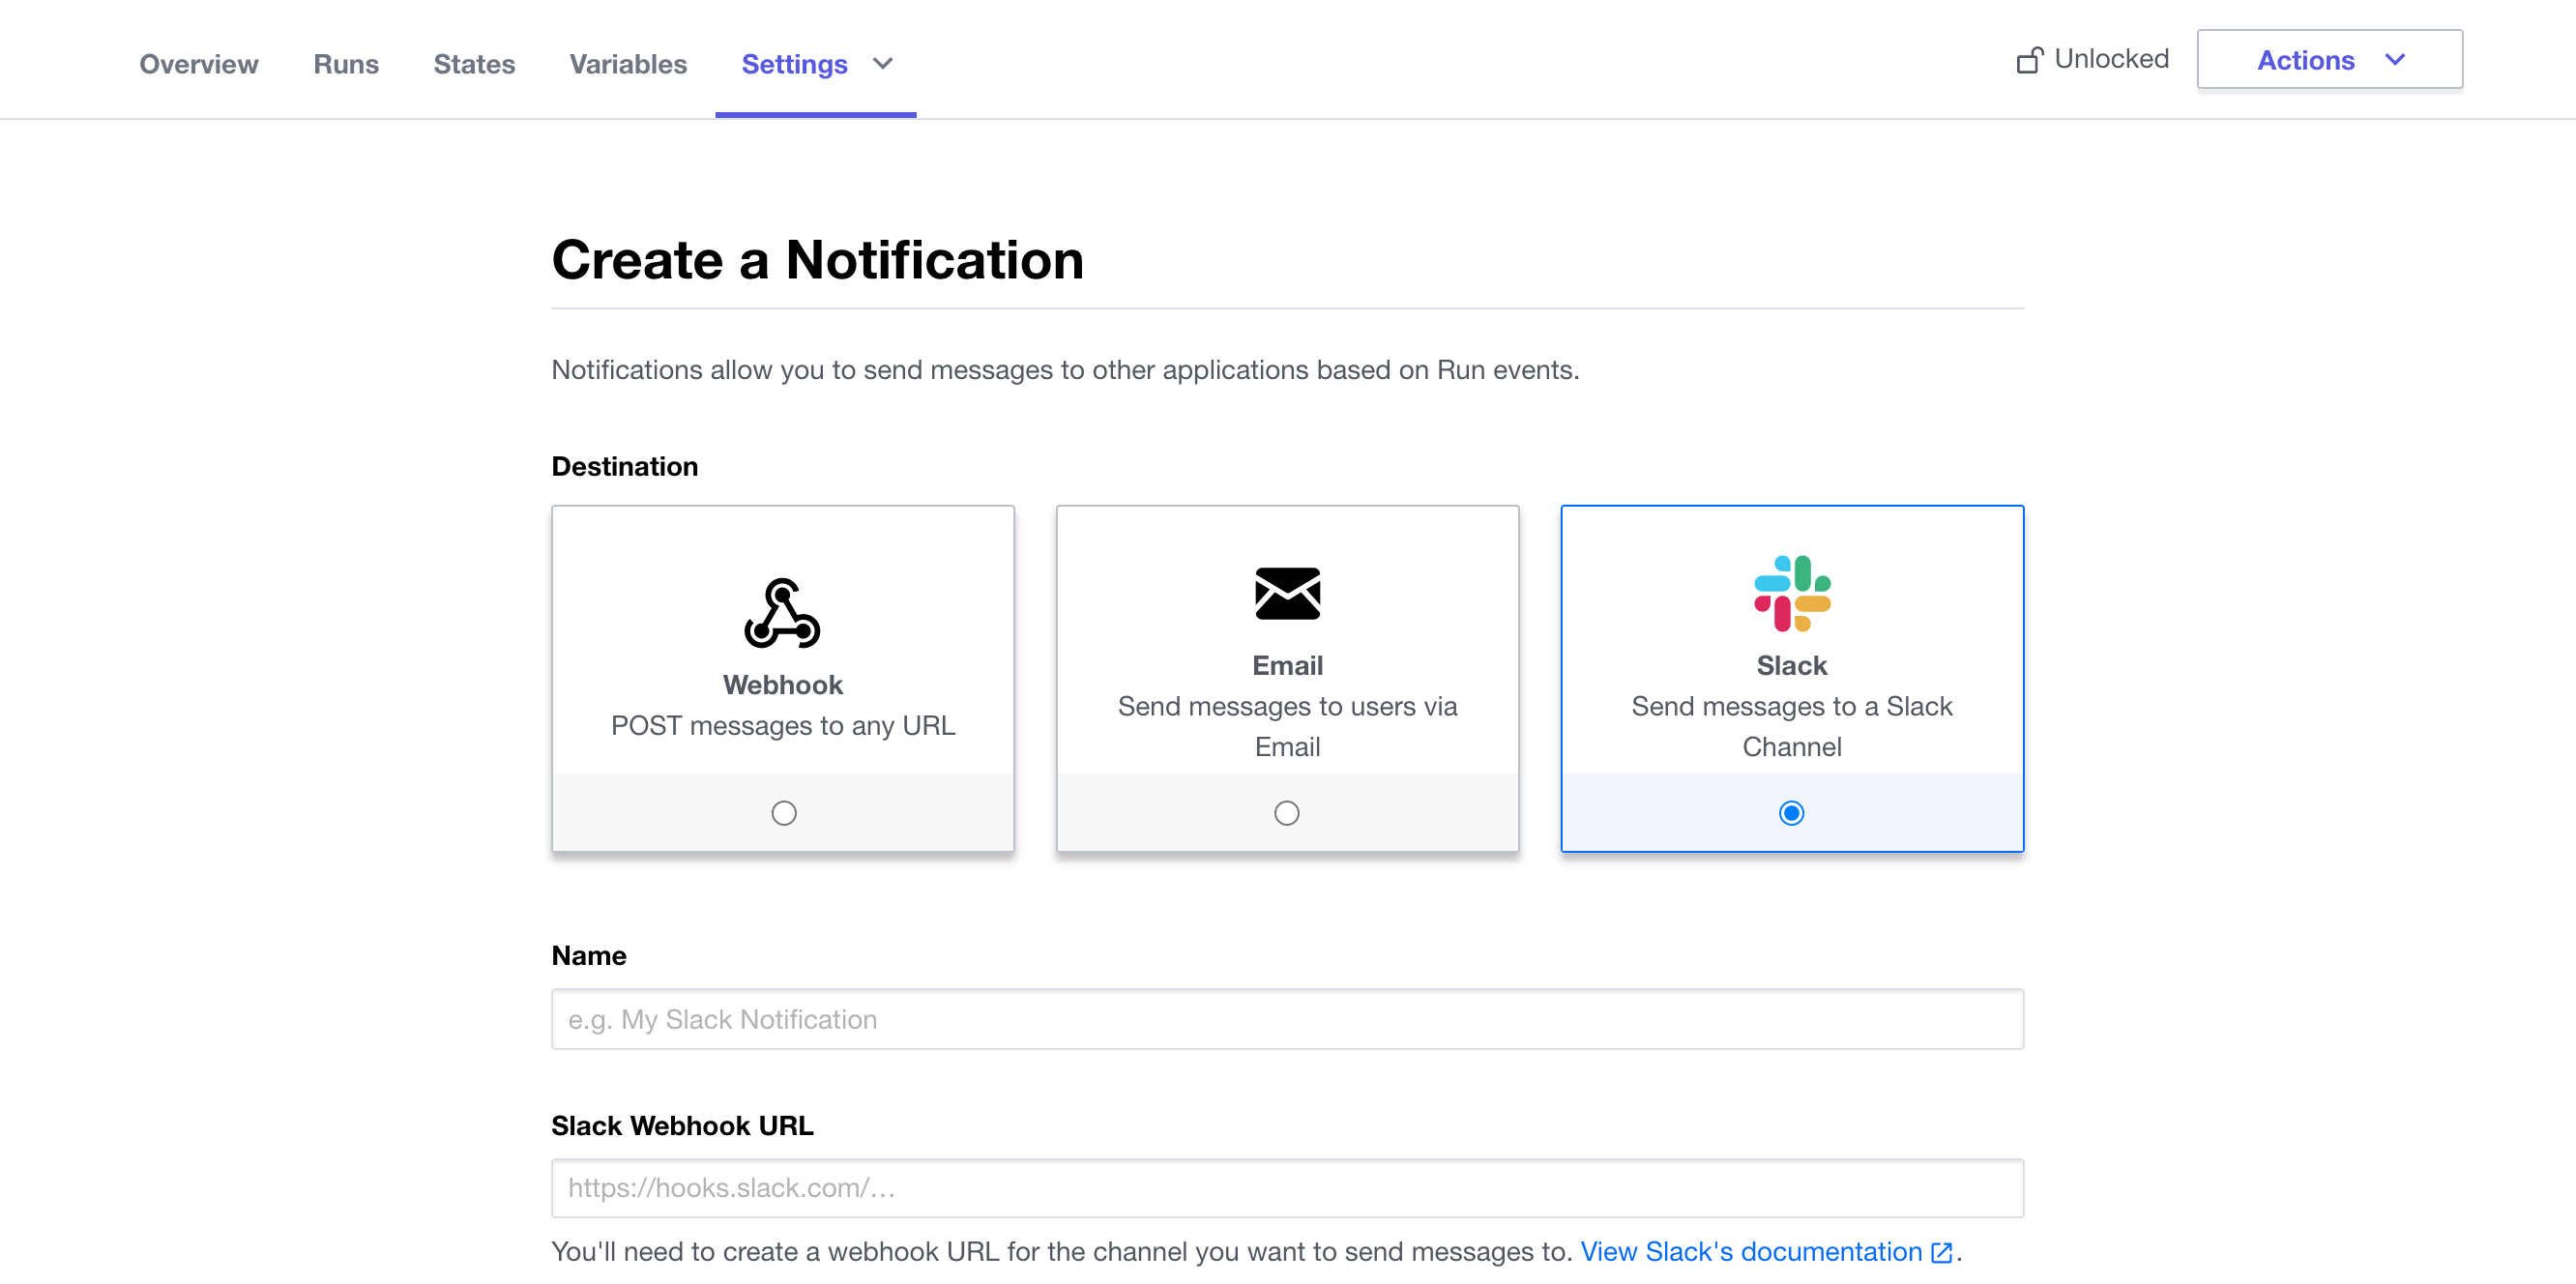 Overview Runs States Variables Settings Unlocked Actions
Create a Notification
Notifications allow you to send messages to other applications based on Run events.
Destination
Webhook
POST messages to any URL
Email
Send messages to users via
Email
Slack
Send messages to a Slack
Channel
Name
e.g. My Slack Notification
Slack Webhook URL
https://hooks.slack.com/…
You'll need to create a webhook URL for the channel you want to send messages to. View Slack's documentation.